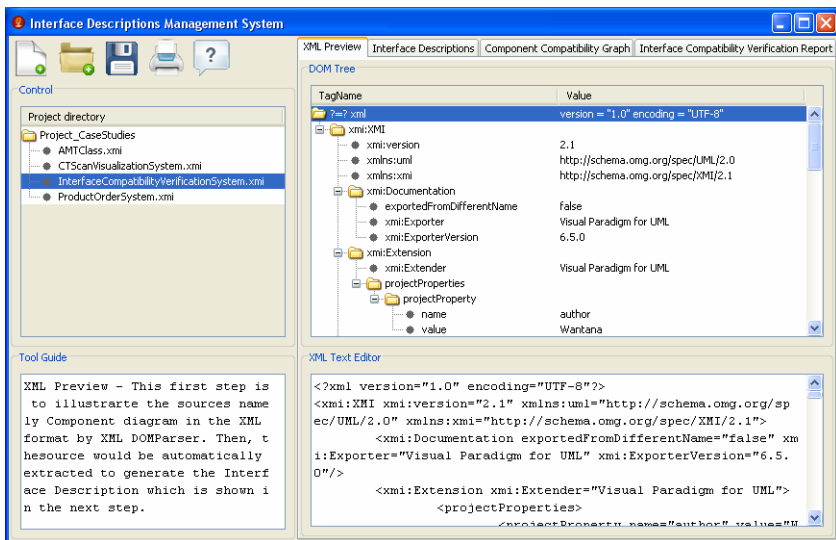 Interface Descriptions Management System
XML Preview Interface Descriptions Component Compatibility Graph Interface Compatibility Verification Report
Control
Project directory
Project_CaseStudies
AMTClass.xmi
CTScanVisualizationSystem.xmi
InterfaceCompatibilityVerificationSystem.xmi
ProductOrderSystem.xmi
DOM Tree
TagName Value
?=? xml version = "1.0" encoding = "UTF-8"
xmi:XMI
xmi:version 2.1
xmlns:uml http://schema.omg.org/spec/UML/2.0
xmlns:xmi http://schema.omg.org/spec/XMI/2.1
xmi:Documentation
exportedFromDifferentName false
xmi:Exporter Visual Paradigm for UML
xmi:ExporterVersion 6.5.0
xmi:Extension
xmi:Extender Visual Paradigm for UML
projectProperties
projectProperty
name author
value Wantana
Tool Guide
XML Preview - This first step is
to illustrarte the sources name
ly Component diagram in the XML
format by XML DOMParser. Then, t
hesource would be automatically
extracted to generate the Interf
ace Description which is shown i
n the next step.
XML Text Editor
<?xml version="1.0" encoding="UTF-8"?>
<xmi:XMI xmi:version="2.1" xmlns:uml="http://schema.omg.org/sp
ec/UML/2.0" xmlns:xmi="http://schema.omg.org/spec/XMI/2.1">
<xmi:Documentation exportedFromDifferentName="false" xm
i:Exporter="Visual Paradigm for UML" xmi:ExporterVersion="6.5.
0"/>
<xmi:Extension xmi:Extender="Visual Paradigm for UML">
<projectProperties>
<projectProperty name="author" value="W